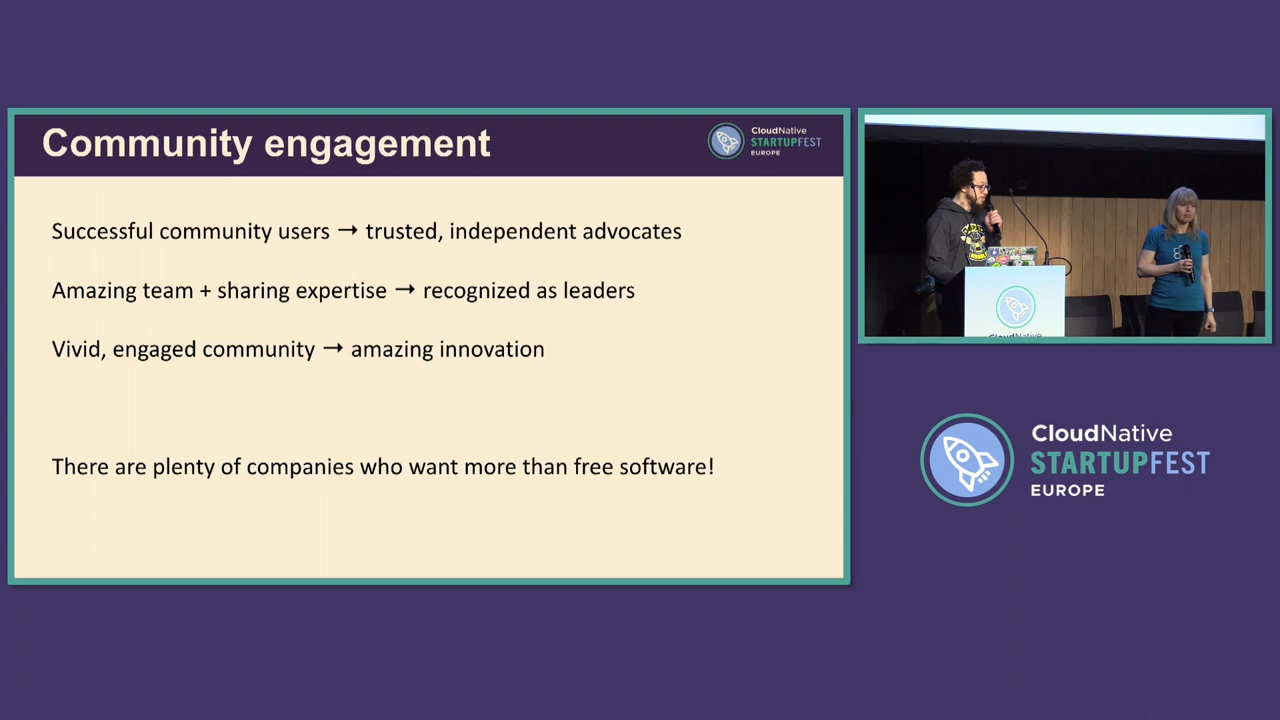 Community engagement
CloudNative
STARTUPFEST
EUROPE
Successful community users → trusted, independent advocates
Amazing team + sharing expertise → recognized as leaders
Vivid, engaged community → amazing innovation
There are plenty of companies who want more than free software!
CloudNative
CloudNative
STARTUPFEST
EUROPE